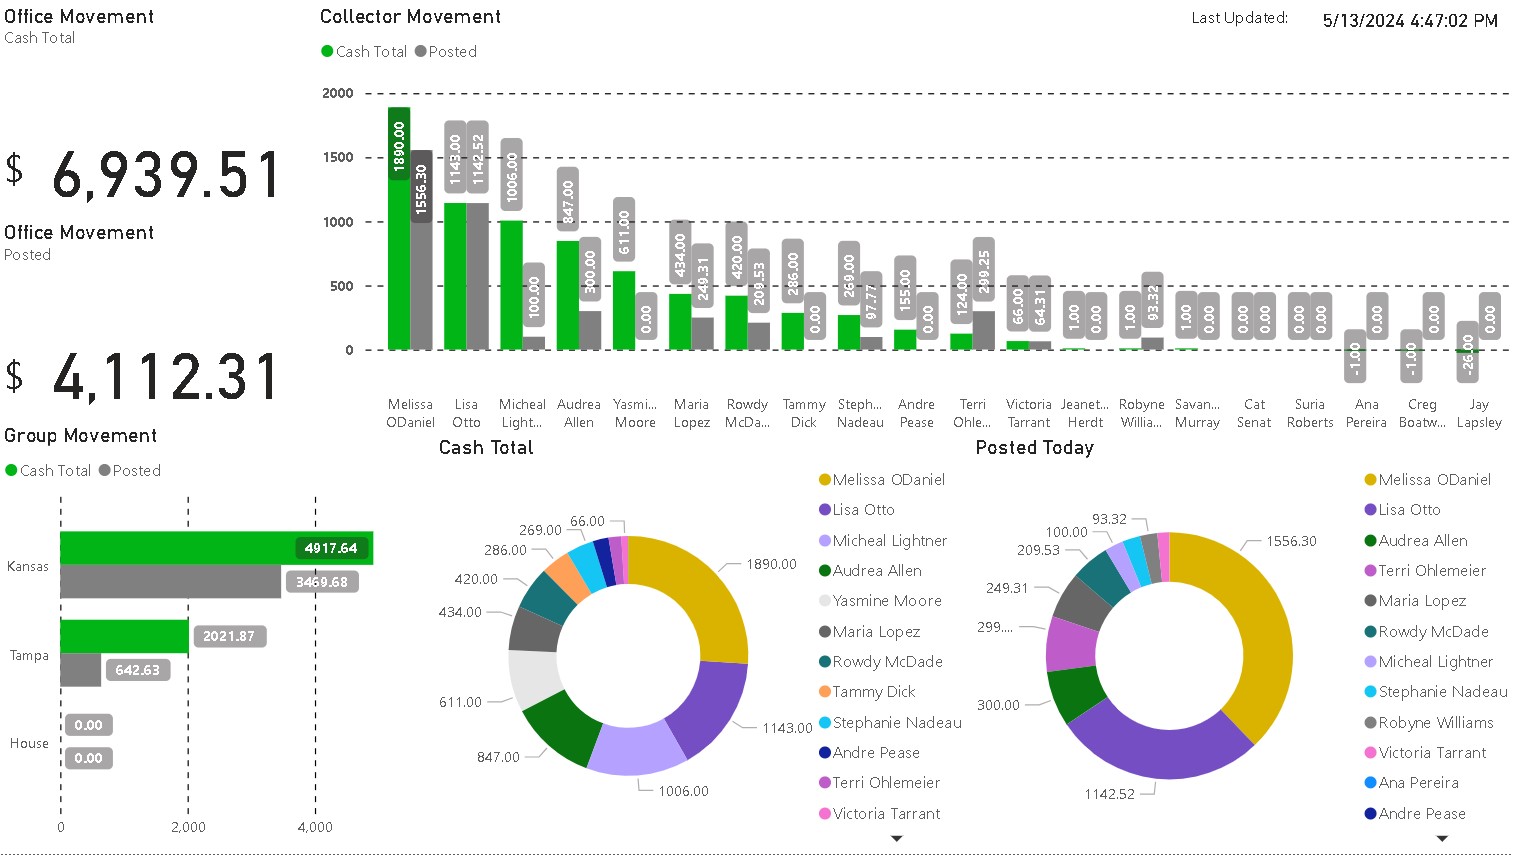 Office Movement
Cash Total
$ 6,939.51
Office Movement
Posted
$ 4,112.31
Collector Movement
Last Updated: 5/13/2024 4:47:02 PM
Cash Total Posted
2000
1500
1000
500
0
1890.00 1556.30
1143.00 1142.52
1006.00 100.00
847.00 300.00
611.00 0.00
434.00 249.31
420.00 209.53
286.00 0.00
269.00 97.77
155.00 0.00
124.00 299.25
66.00 64.31
1.00 0.00
1.00 93.32
1.00 0.00
0.00 0.00
0.00 0.00
-1.00 0.00
-1.00 0.00
-26.00 0.00
Melissa ODaniel
Lisa Otto
Micheal Light...
Audrea Allen
Yasmi... Moore
Maria Lopez
Rowdy McDa...
Tammy Dick
Steph... Nadeau
Andre Pease
Terri Ohle...
Victoria Tarrant
Jeanet... Herdt
Robyne Willia...
Savan... Murray
Cat Senat
Suria Roberts
Ana Pereira
Creg Boatw...
Jay Lapsley
Group Movement
Cash Total Posted
Kansas
4917.64
3469.68
Tampa
2021.87
642.63
House
0.00
0.00
0 2,000 4,000
Cash Total
1890.00
1143.00
1006.00
847.00
611.00
434.00
420.00
286.00
269.00
66.00
Melissa ODaniel
Lisa Otto
Micheal Lightner
Audrea Allen
Yasmine Moore
Maria Lopez
Rowdy McDade
Tammy Dick
Stephanie Nadeau
Andre Pease
Terri Ohlemeier
Victoria Tarrant
Posted Today
1556.30
1142.52
300.00
299....
249.31
209.53
100.00
93.32
Melissa ODaniel
Lisa Otto
Audrea Allen
Terri Ohlemeier
Maria Lopez
Rowdy McDade
Micheal Lightner
Stephanie Nadeau
Robyne Williams
Victoria Tarrant
Ana Pereira
Andre Pease